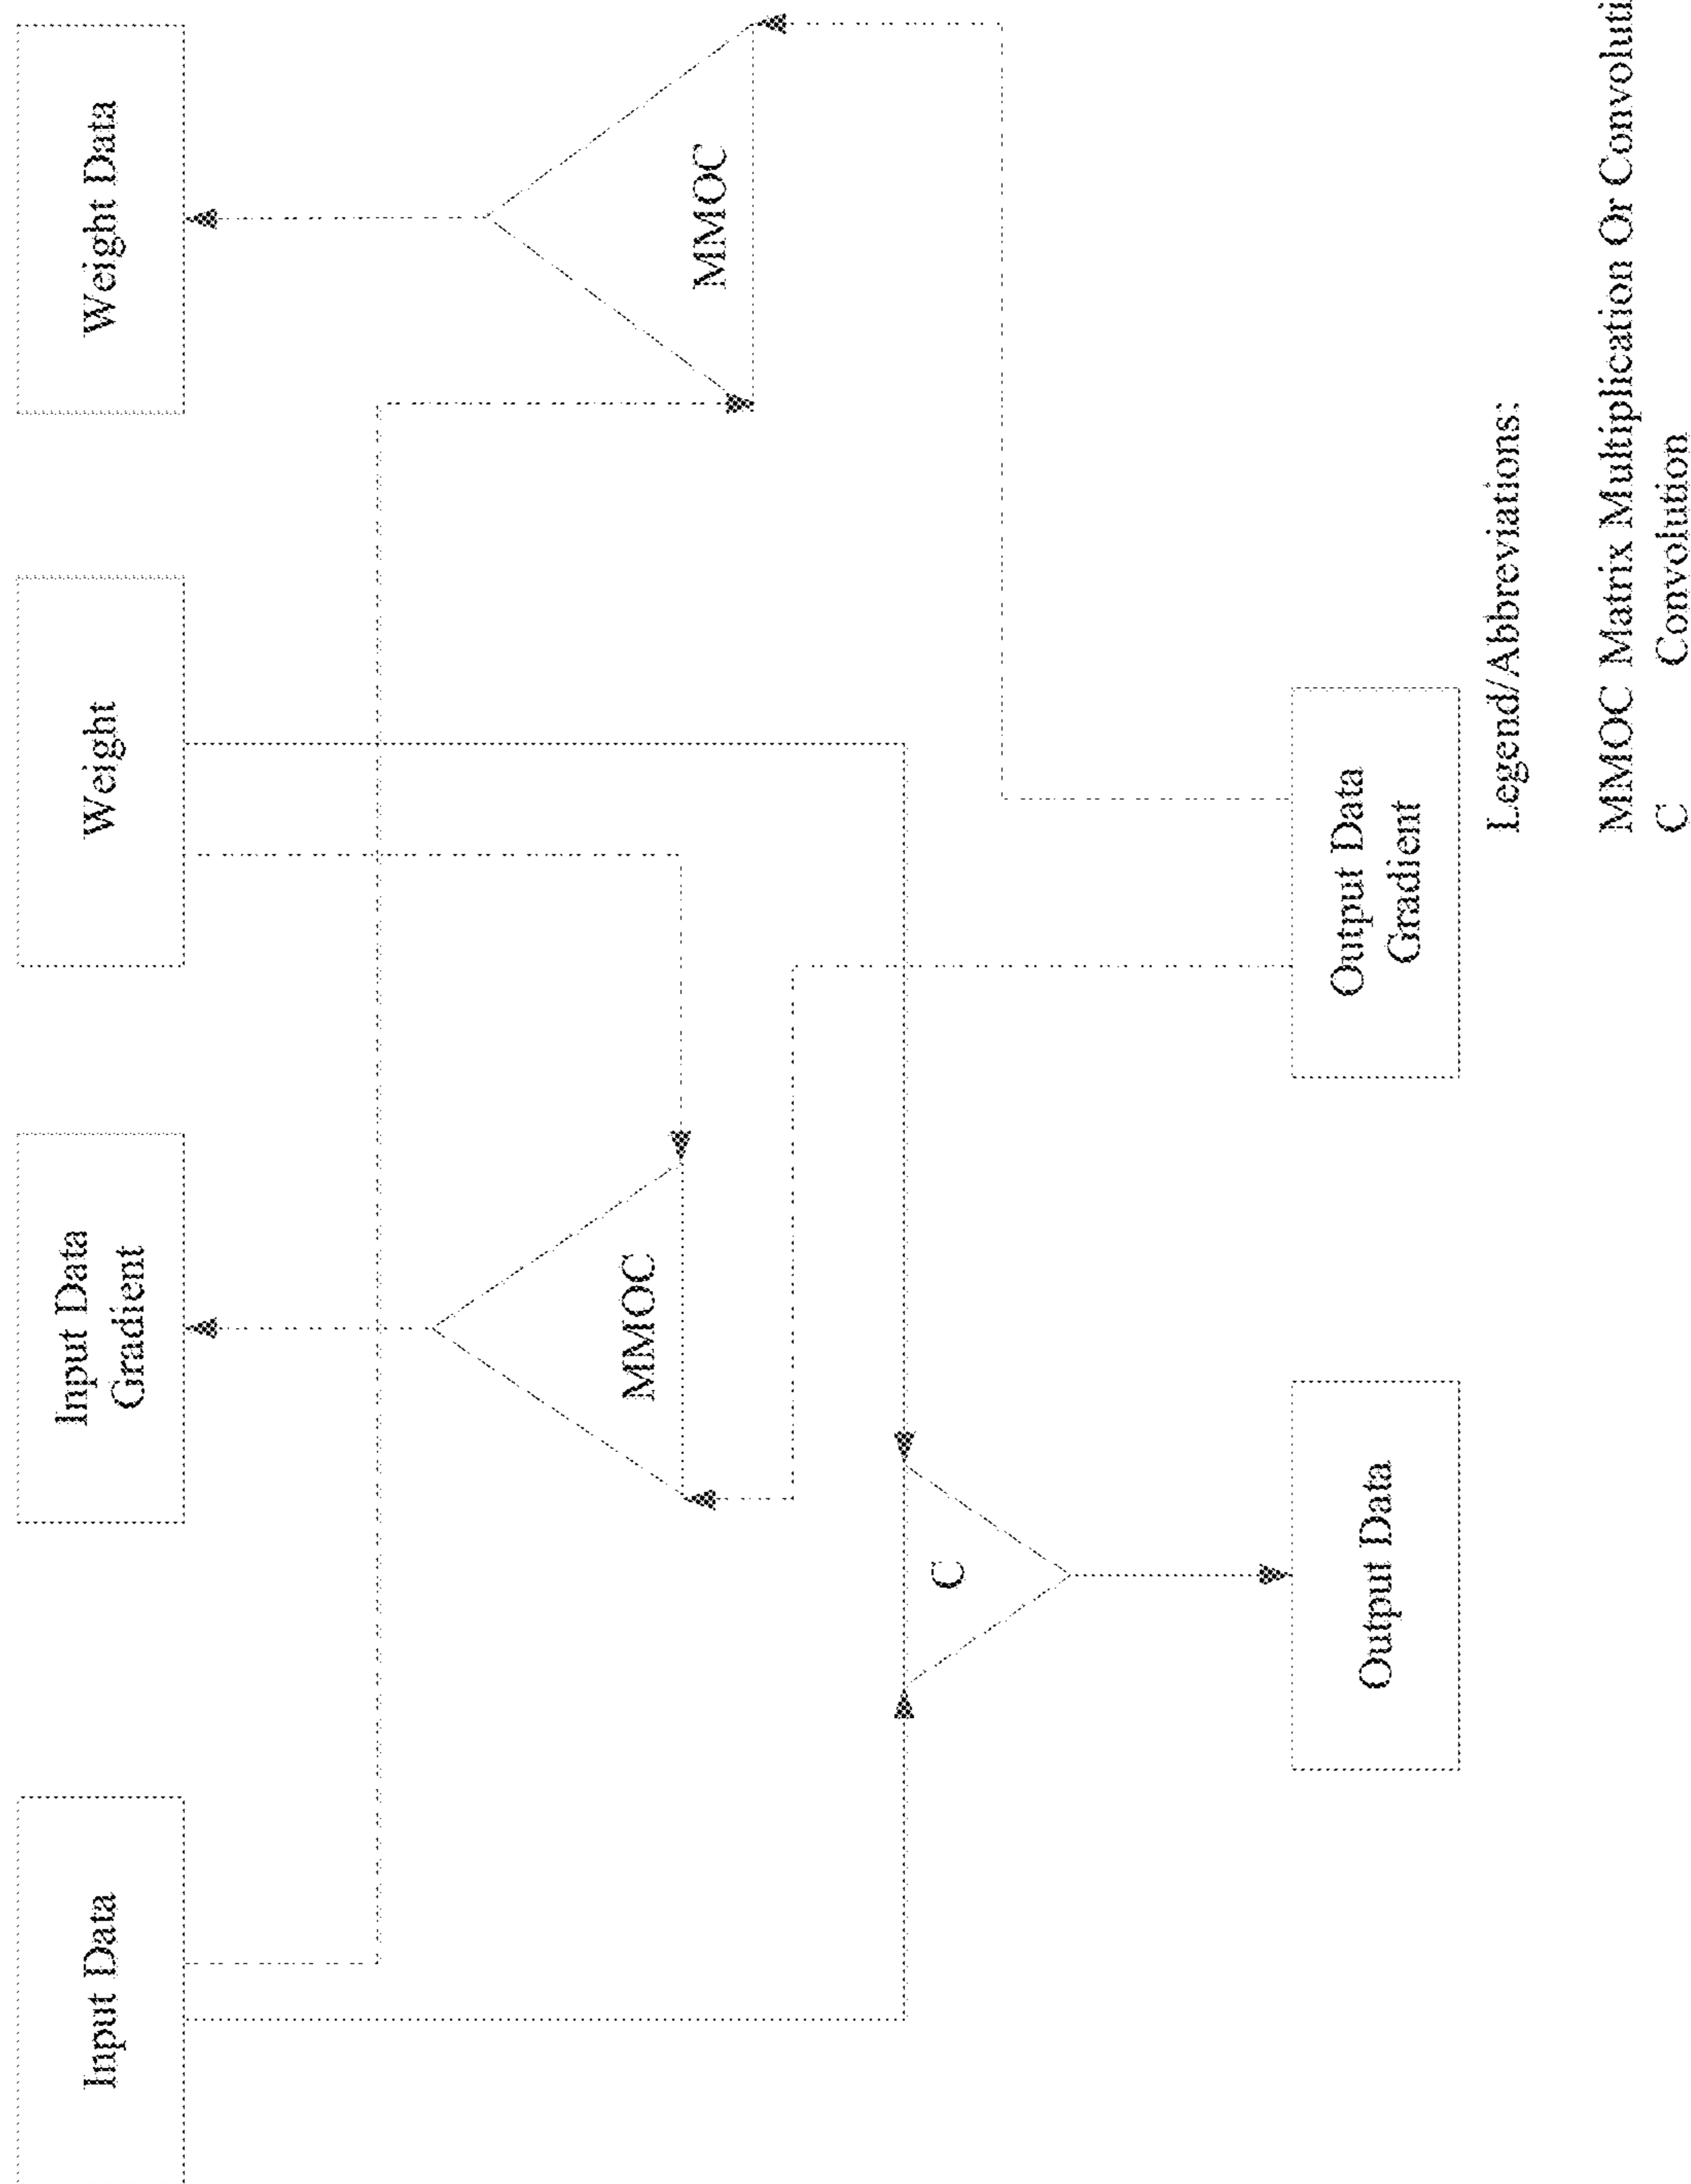 Input Data
Input Data
Gradient
Weight
Weight Data
MMOC
MMOC
C
Output Data
Output Data
Gradient
Legend/Abbreviations:
MMOC Matrix Multiplication Or
C Convolution